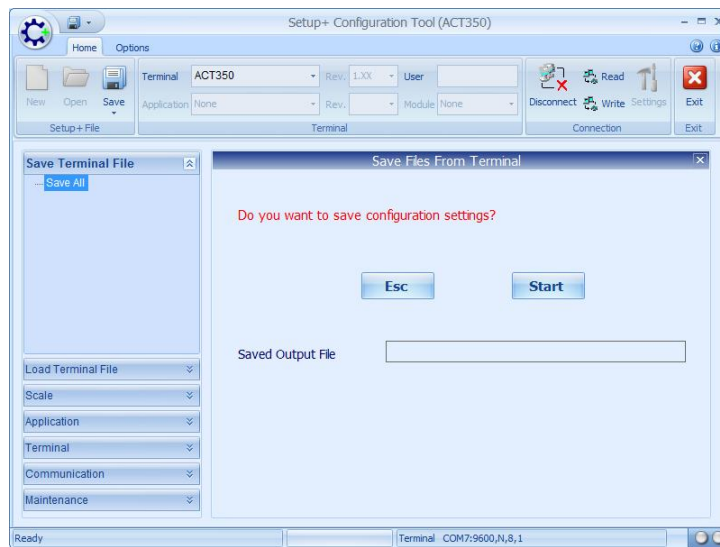 Setup+ Configuration Tool (ACT350)
Home Options
New Open Save
Setup+ File
Terminal ACT350 Rev. 1.XX User
Application None Rev. Module None
Terminal
Disconnect Read Write Settings
Connection
Exit
Exit
Save Terminal File
Save All
Load Terminal File
Scale
Application
Terminal
Communication
Maintenance
Save Files From Terminal
Do you want to save configuration settings?
Esc Start
Saved Output File
Ready Terminal COM7:9600,N,8,1